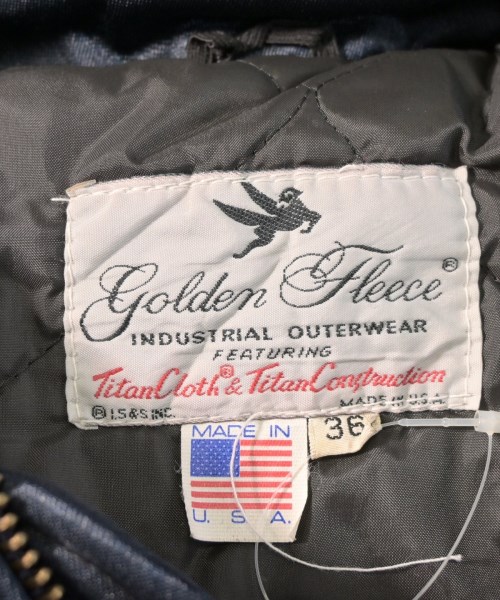 Golden Fleece®
INDUSTRIAL OUTERWEAR
FEATURING
TitanCloth® & TitanConstruction
MADE IN U.S.A.
® I.S&S INC.
36
MADE IN
U. S. A.